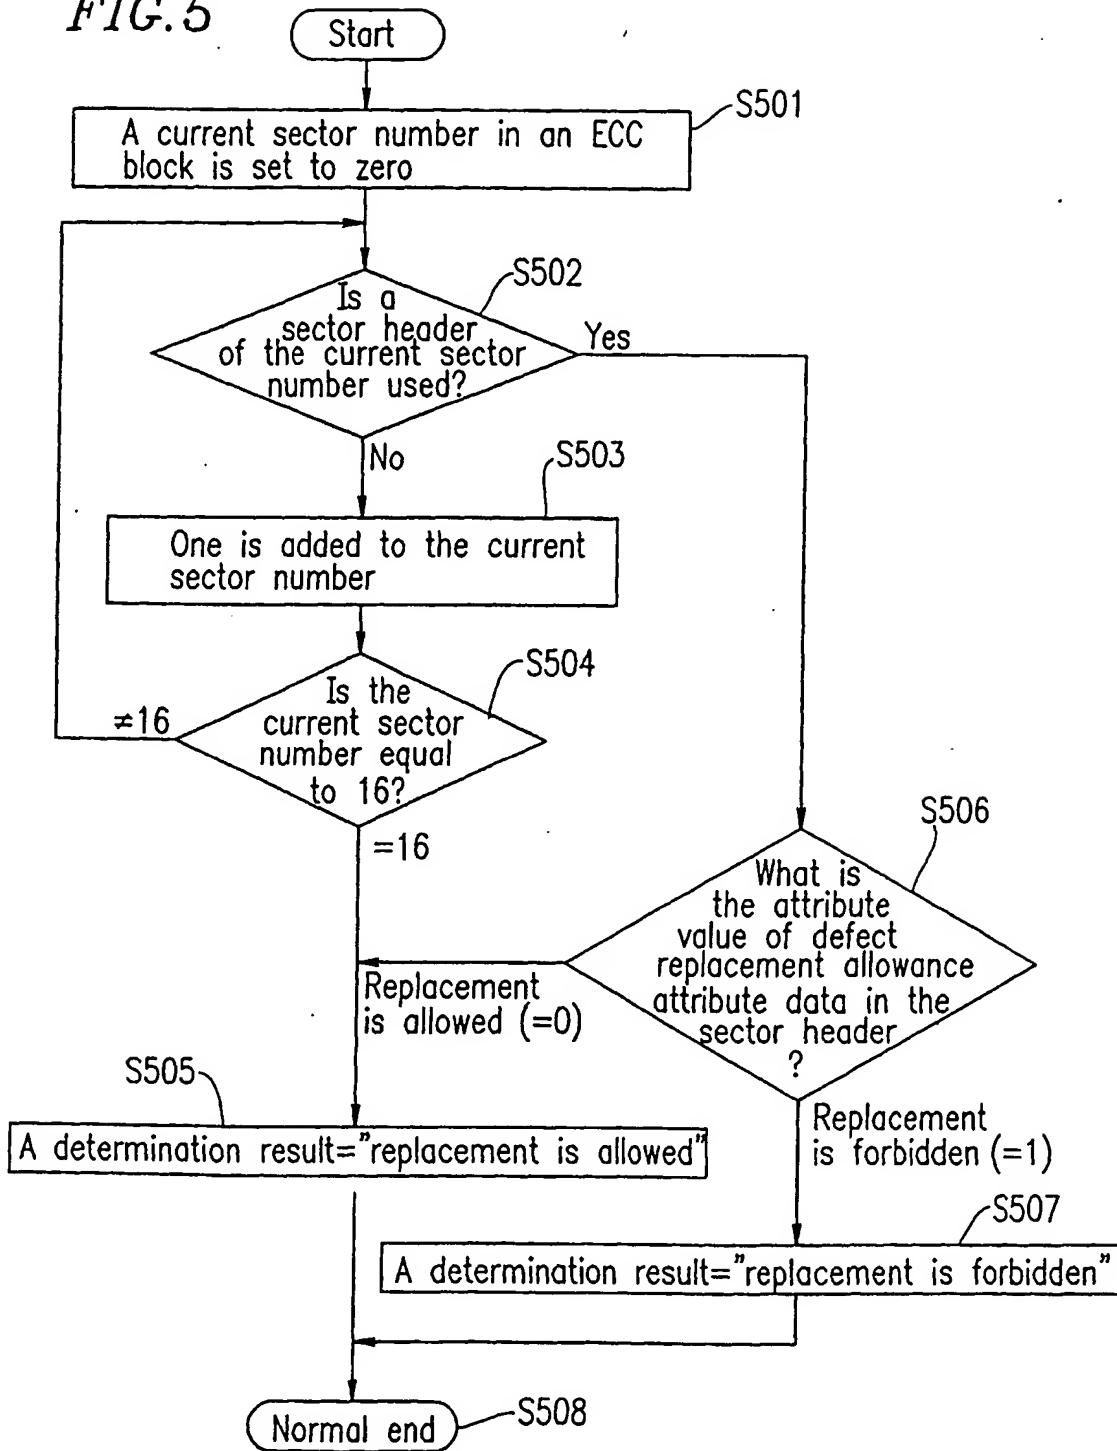 FIG. 5
Start
S501
A current sector number in an ECC
block is set to zero
S502
Is a
sector header
of the current sector
number used?
Yes
No
S503
One is added to the current
sector number
S504
Is the
current sector
number equal
to 16?
≠16
=16
S506
What is
the attribute
value of defect
replacement allowance
attribute data in the
sector header
?
Replacement
is allowed (=0)
S505
A determination result="replacement is allowed"
Replacement
is forbidden (=1)
S507
A determination result="replacement is forbidden"
Normal end
S508